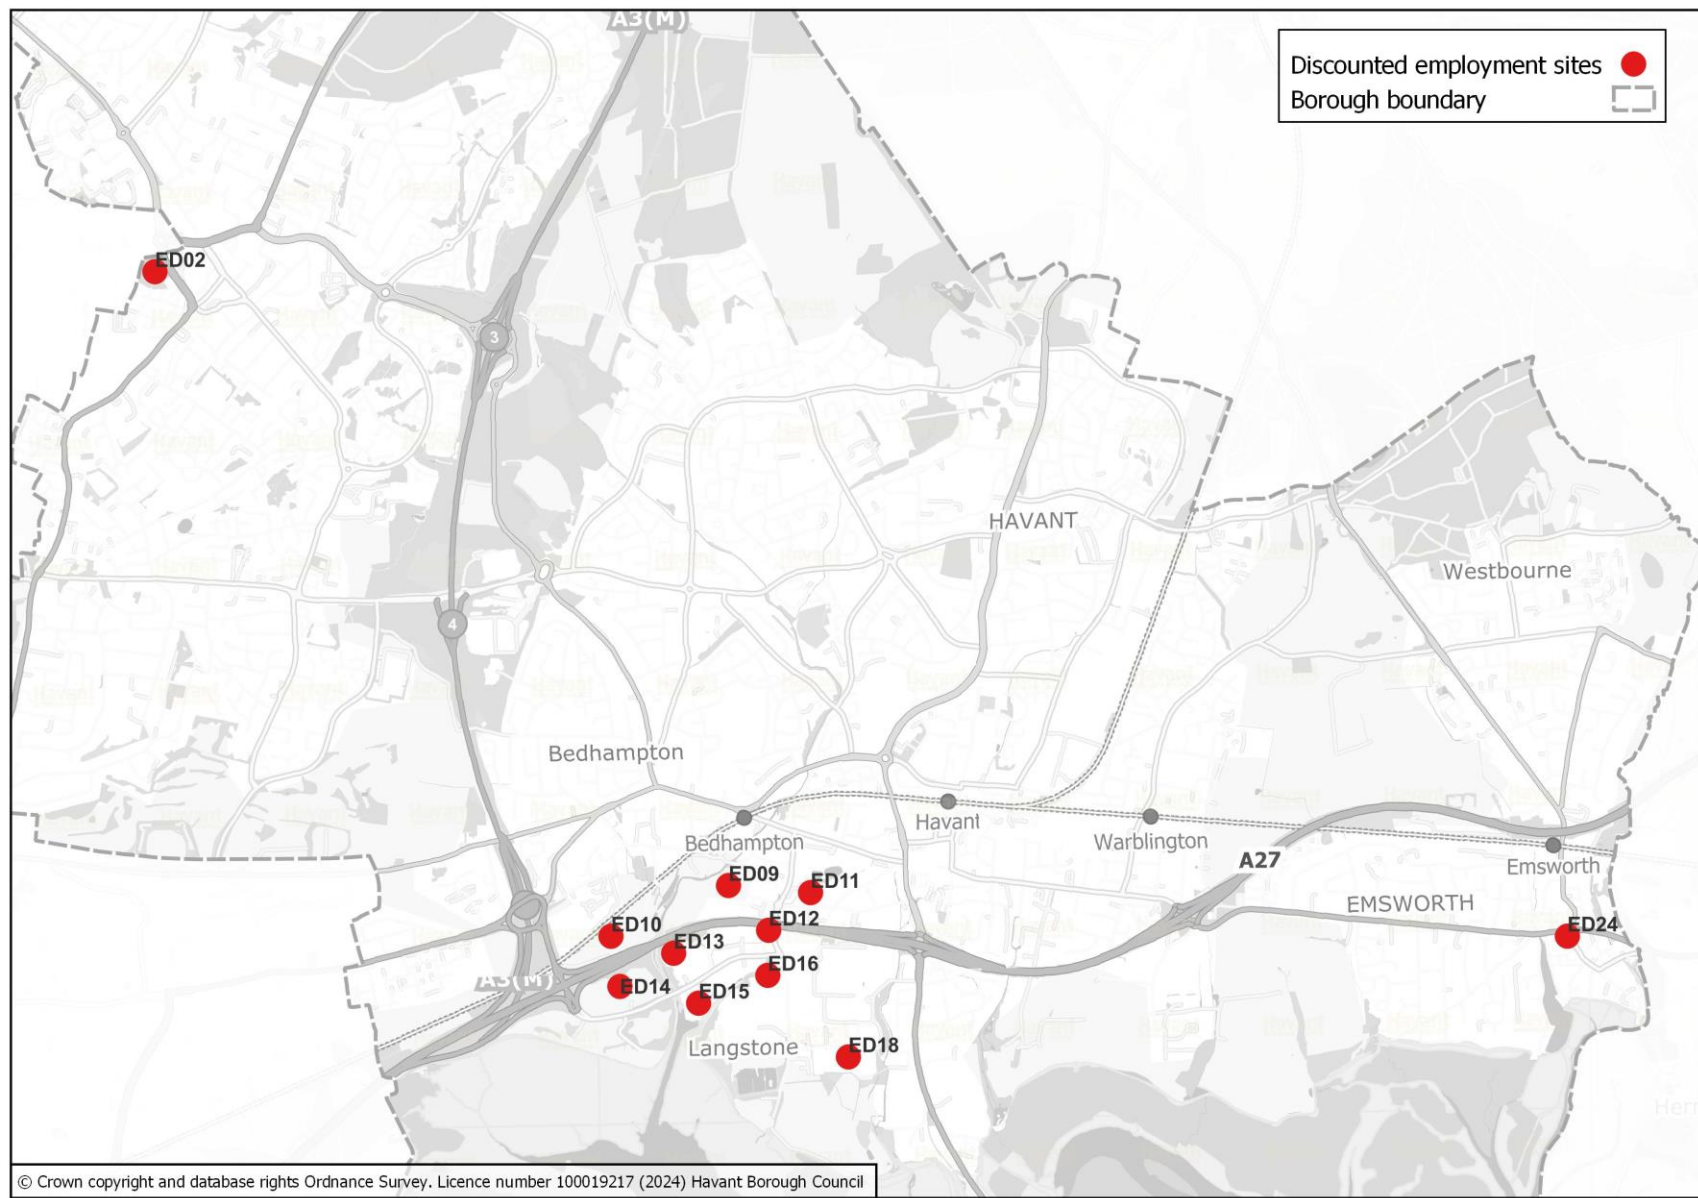 A3(M)
Discounted employment sites
Borough boundary
ED02
3
HAVANT
Westbourne
4
Bedhampton
Bedhampton
Havant
Warblington
Emsworth
A27
ED09
ED11
EMSWORTH
ED10
ED12
ED24
ED13
ED16
A3(M)
ED14
ED15
Langstone
ED18
© Crown copyright and database rights Ordnance Survey. Licence number 100019217 (2024) Havant Borough Council